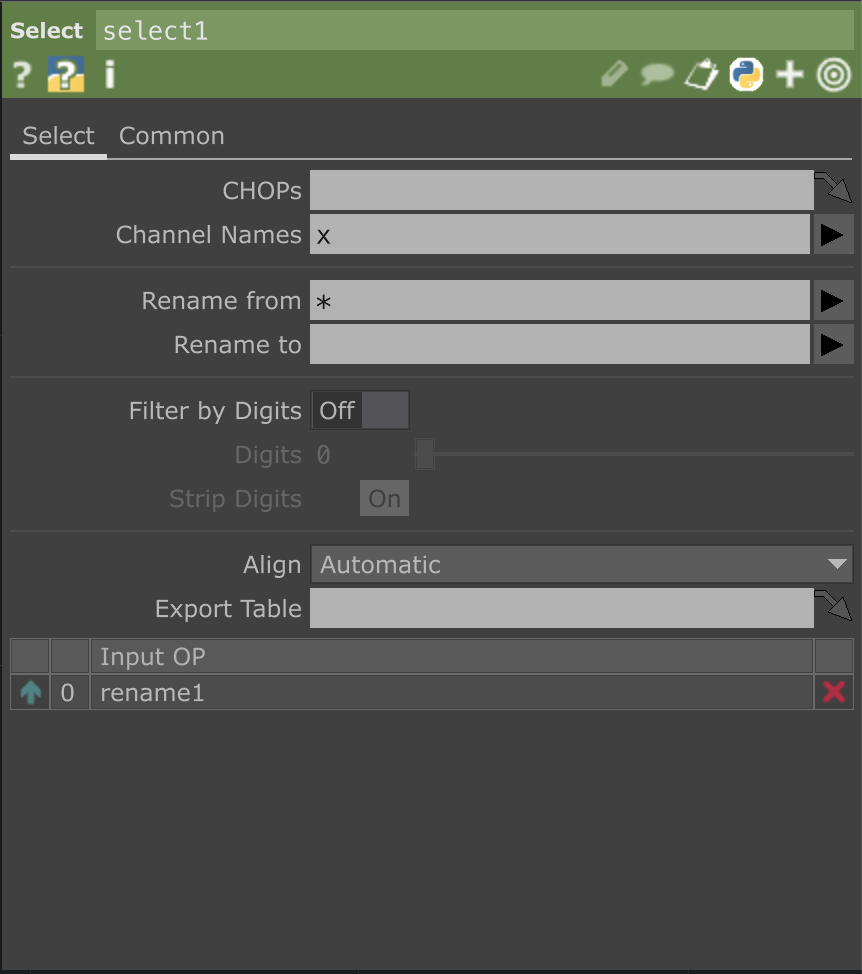 Select select1
? ? i
Select Common
CHOPs
Channel Names x
Rename from *
Rename to
Filter by Digits Off
Digits 0
Strip Digits On
Align Automatic
Export Table
Input OP
0 rename1